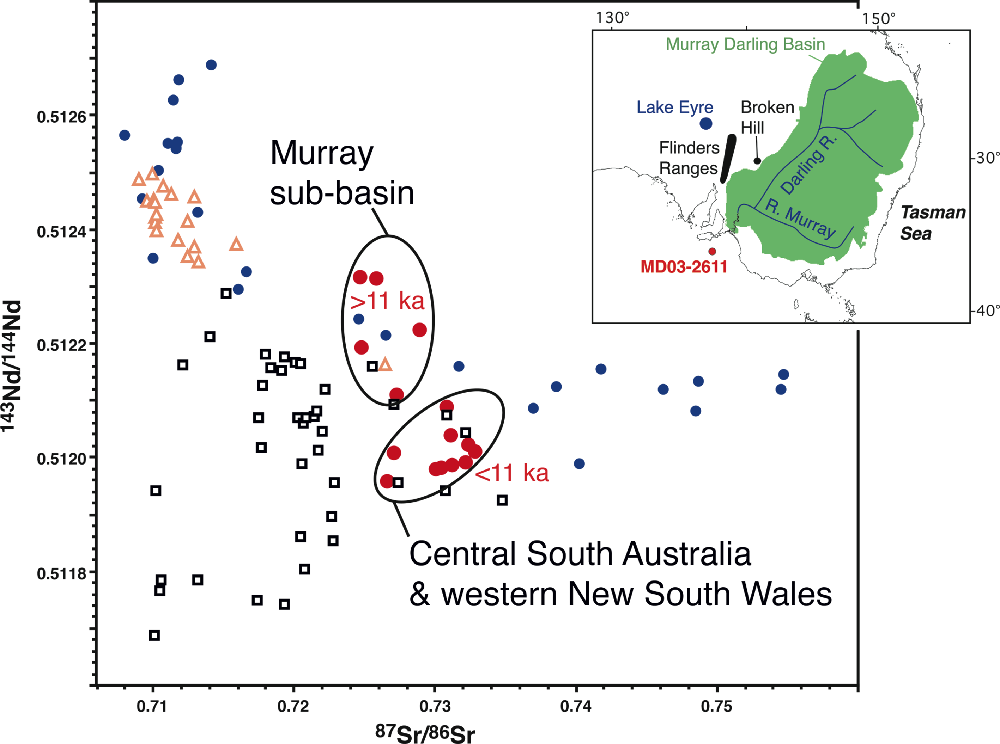 130°
150°
Murray Darling Basin
Lake Eyre
Broken
Hill
Flinders
Ranges
Darling R.
R. Murray
Tasman
Sea
MD03-2611
30°
40°
0.5126
0.5124
0.5122
0.5120
0.5118
143Nd/144Nd
Murray
sub-basin
>11 ka
<11 ka
Central South Australia
& western New South Wales
0.71
0.72
0.73
0.74
0.75
87Sr/86Sr